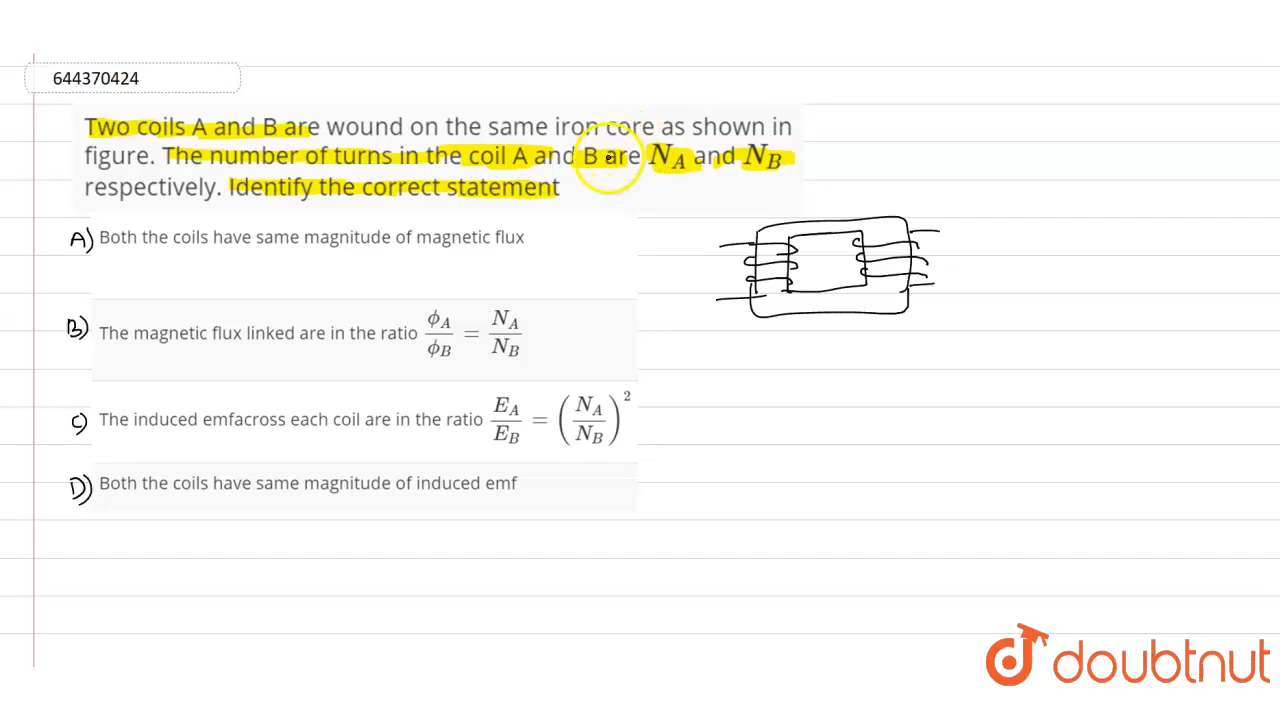 644370424
Two coils A and B are wound on the same iron core as shown in
figure. The number of turns in the coil A and B are N_A and N_B
respectively. Identify the correct statement
A) Both the coils have same magnitude of magnetic flux
B) The magnetic flux linked are in the ratio ϕ_A/ϕ_B = N_A/N_B
C) The induced emfacross each coil are in the ratio E_A/E_B = (N_A/N_B)^2
D) Both the coils have same magnitude of induced emf
doubtnut